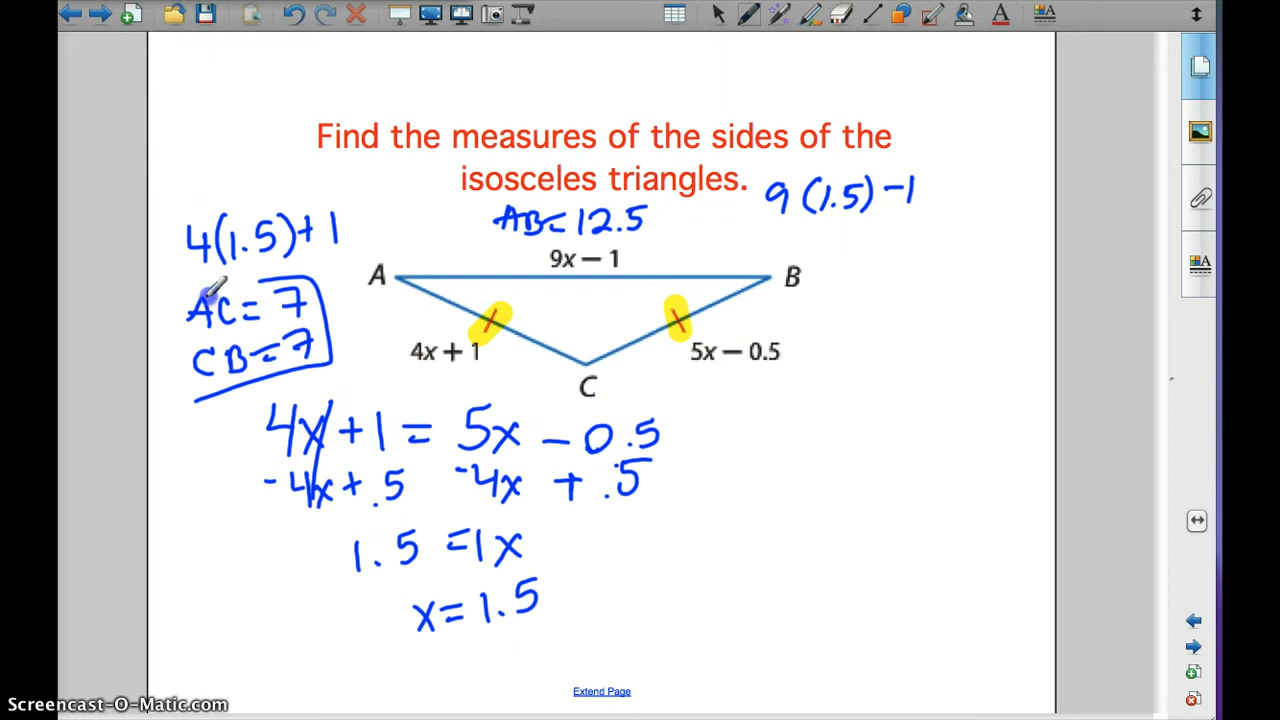 Find the measures of the sides of the
isosceles triangles.
9 (1.5) - 1
4(1.5) + 1
AB = 12.5
9x − 1
A
B
AC = 7
CB = 7
4x + 1
5x − 0.5
C
4x + 1 = 5x - 0.5
- 4x + .5 -4x + .5
1.5 = 1x
x = 1.5
Extend Page
Screencast-O-Matic.com